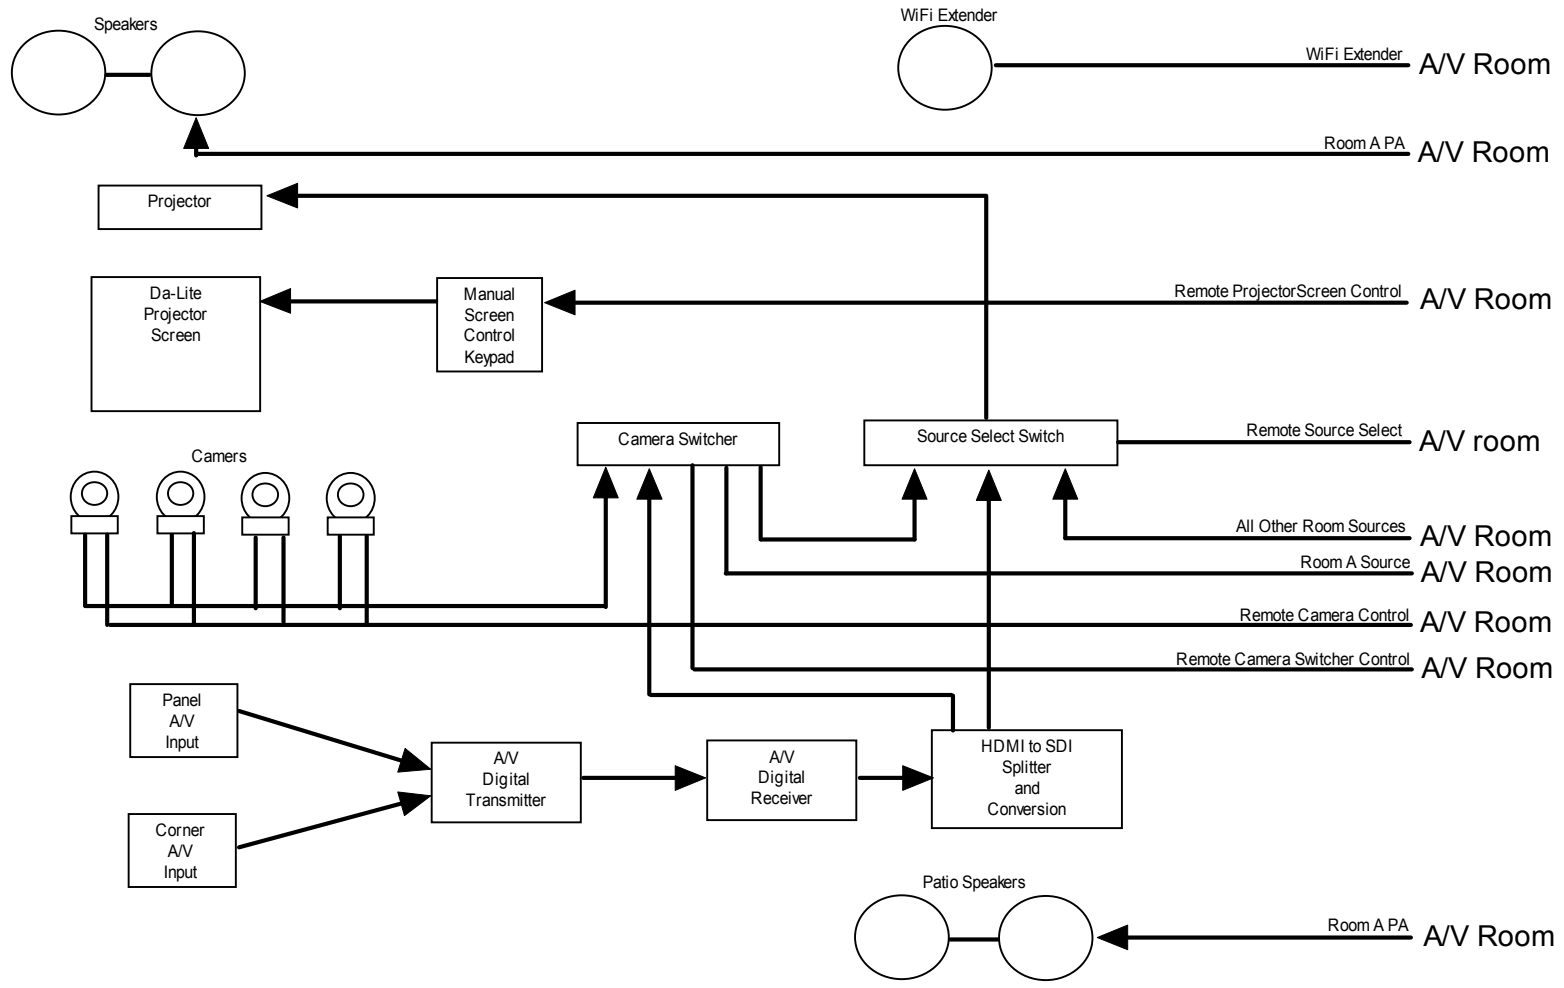 Speakers
WiFi Extender
WiFi Extender
A/V Room
Room A PA
A/V Room
Projector
Da-Lite
Projector
Screen
Manual
Screen
Control
Keypad
Remote ProjectorScreen Control
A/V Room
Camera Switcher
Source Select Switch
Remote Source Select
A/V room
Camers
All Other Room Sources
A/V Room
Room A Source
A/V Room
Remote Camera Control
A/V Room
Remote Camera Switcher Control
A/V Room
Panel
A/V
Input
A/V
Digital
Transmitter
A/V
Digital
Receiver
HDMI to SDI
Splitter
and
Conversion
Corner
A/V
Input
Patio Speakers
Room A PA
A/V Room